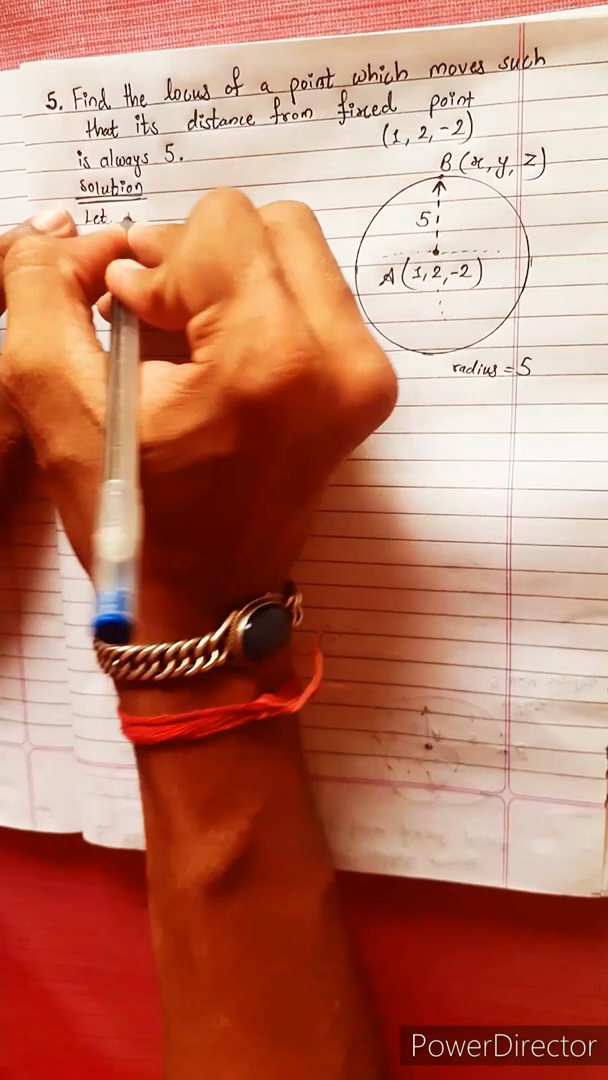 5. Find the locus of a point which moves such
that its distance from fixed point
(1, 2, -2)
is always 5.
Solution
Let
B (x, y, z)
5
A (1, 2, -2)
radius = 5
PowerDirector